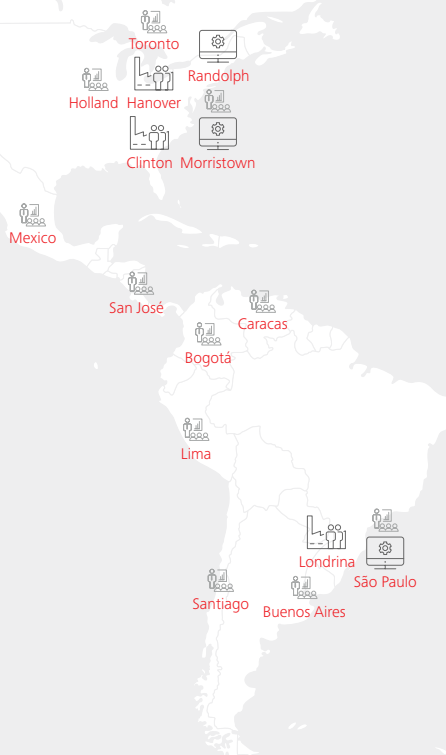 Toronto
Randolph
Holland
Hanover
Clinton
Morristown
Mexico
San José
Caracas
Bogotá
Lima
Londrina
São Paulo
Santiago
Buenos Aires